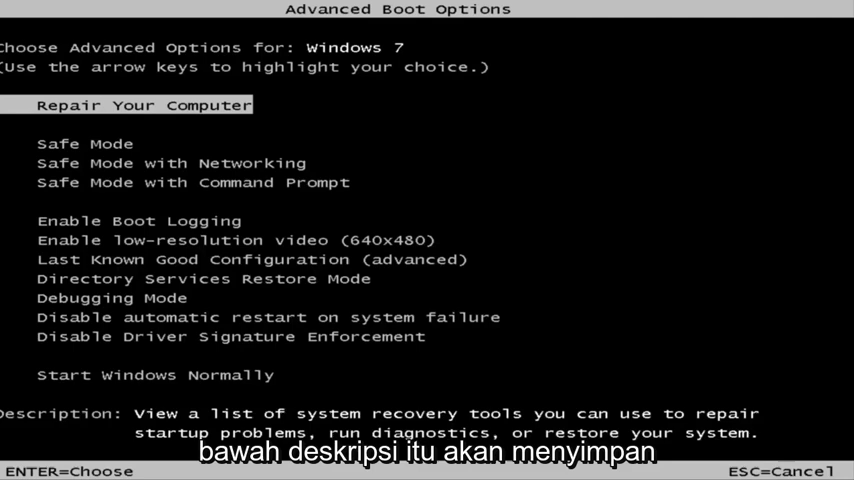 Advanced Boot Options
Choose Advanced Options for: Windows 7
(Use the arrow keys to highlight your choice.)
Repair Your Computer
Safe Mode
Safe Mode with Networking
Safe Mode with Command Prompt
Enable Boot Logging
Enable low-resolution video (640x480)
Last Known Good Configuration (advanced)
Directory Services Restore Mode
Debugging Mode
Disable automatic restart on system failure
Disable Driver Signature Enforcement
Start Windows Normally
Description: View a list of system recovery tools you can use to repair
startup problems, run diagnostics, or restore your system.
bawah deskripsi itu akan menyimpan
ENTER=Choose ESC=Cancel